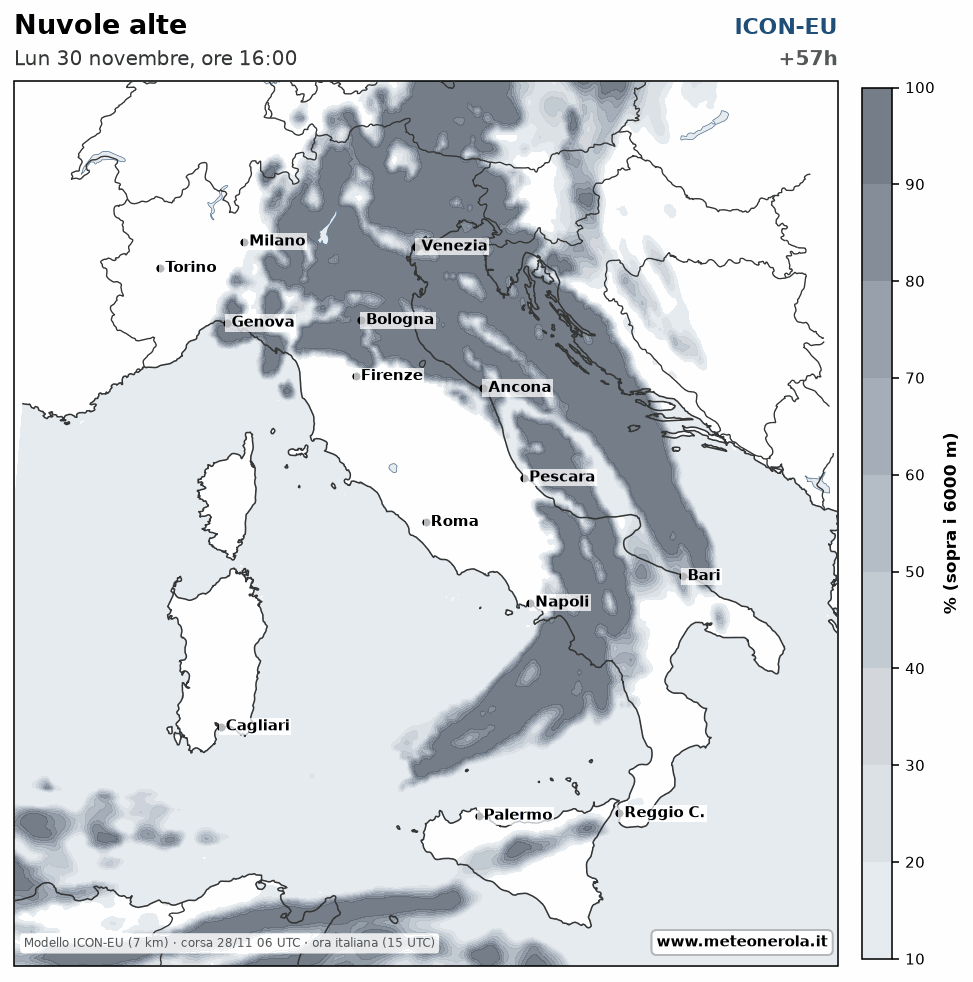 Nuvole alte
ICON-EU
Lun 30 novembre, ore 16:00
+57h
Milano
Venezia
Torino
Genova
Bologna
Firenze
Ancona
Pescara
Roma
Bari
Napoli
Cagliari
Palermo
Reggio C.
Modello ICON-EU (7 km) · corsa 28/11 06 UTC · ora italiana (15 UTC)
www.meteonerola.it
100
90
80
70
60
50
40
30
20
10
% (sopra i 6000 m)